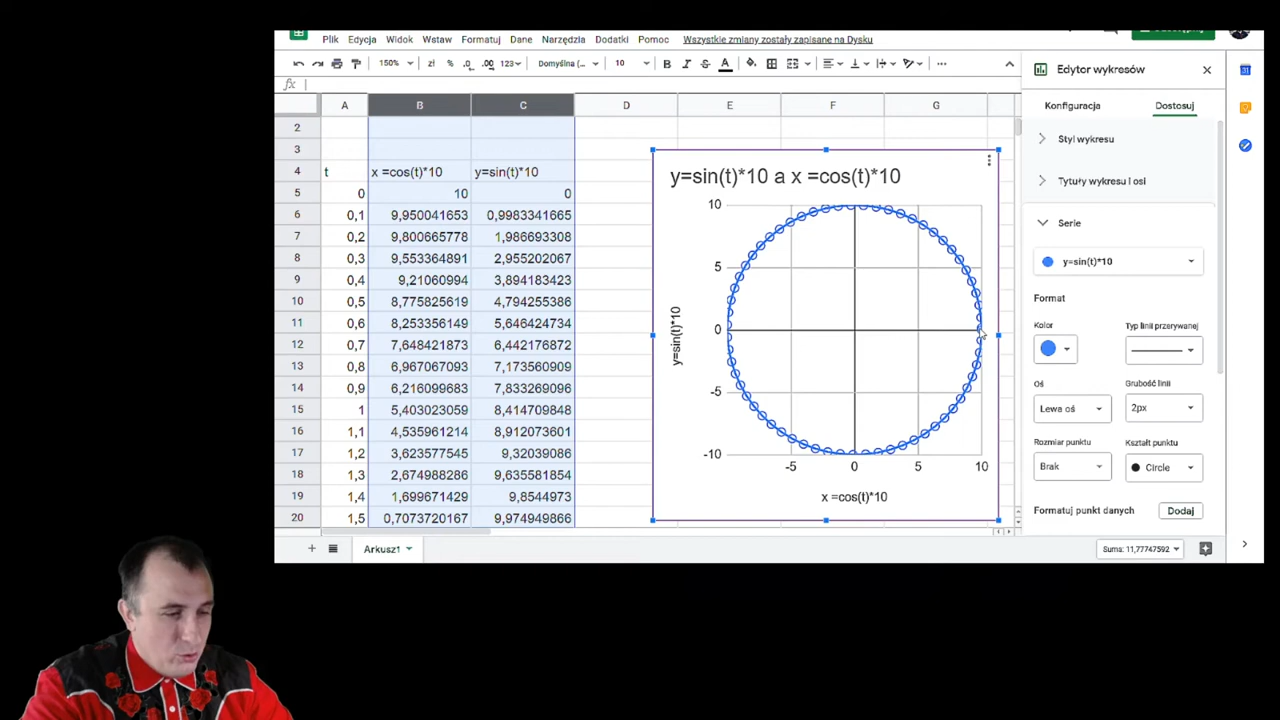 Plik Edycja Widok Wstaw Formatuj Dane Narzędzia Dodatki Pomoc Wszystkie zmiany zostały zapisane na Dysku
150% zł % .0 .00 123 Domyślna (... 10 B I S A ...
fx
A B C D E F G
2
3
4 t x =cos(t)*10 y=sin(t)*10
5 0 10 0
6 0,1 9,950041653 0,9983341665
7 0,2 9,800665778 1,986693308
8 0,3 9,553364891 2,955202067
9 0,4 9,21060994 3,894183423
10 0,5 8,775825619 4,794255386
11 0,6 8,253356149 5,646424734
12 0,7 7,648421873 6,442176872
13 0,8 6,967067093 7,173560909
14 0,9 6,216099683 7,833269096
15 1 5,403023059 8,414709848
16 1,1 4,535961214 8,912073601
17 1,2 3,623577545 9,32039086
18 1,3 2,674988286 9,635581854
19 1,4 1,699671429 9,8544973
20 1,5 0,7073720167 9,974949866
y=sin(t)*10 a x =cos(t)*10
10
5
0
-5
-10
y=sin(t)*10
-5 0 5 10
x =cos(t)*10
Edytor wykresów
Konfiguracja Dostosuj
Styl wykresu
Tytuły wykresu i osi
Serie
y=sin(t)*10
Format
Kolor Typ linii przerywanej
Oś Grubość linii
Lewa oś 2px
Rozmiar punktu Kształt punktu
Brak Circle
Formatuj punkt danych Dodaj
Arkusz1 Suma: 11,77747592